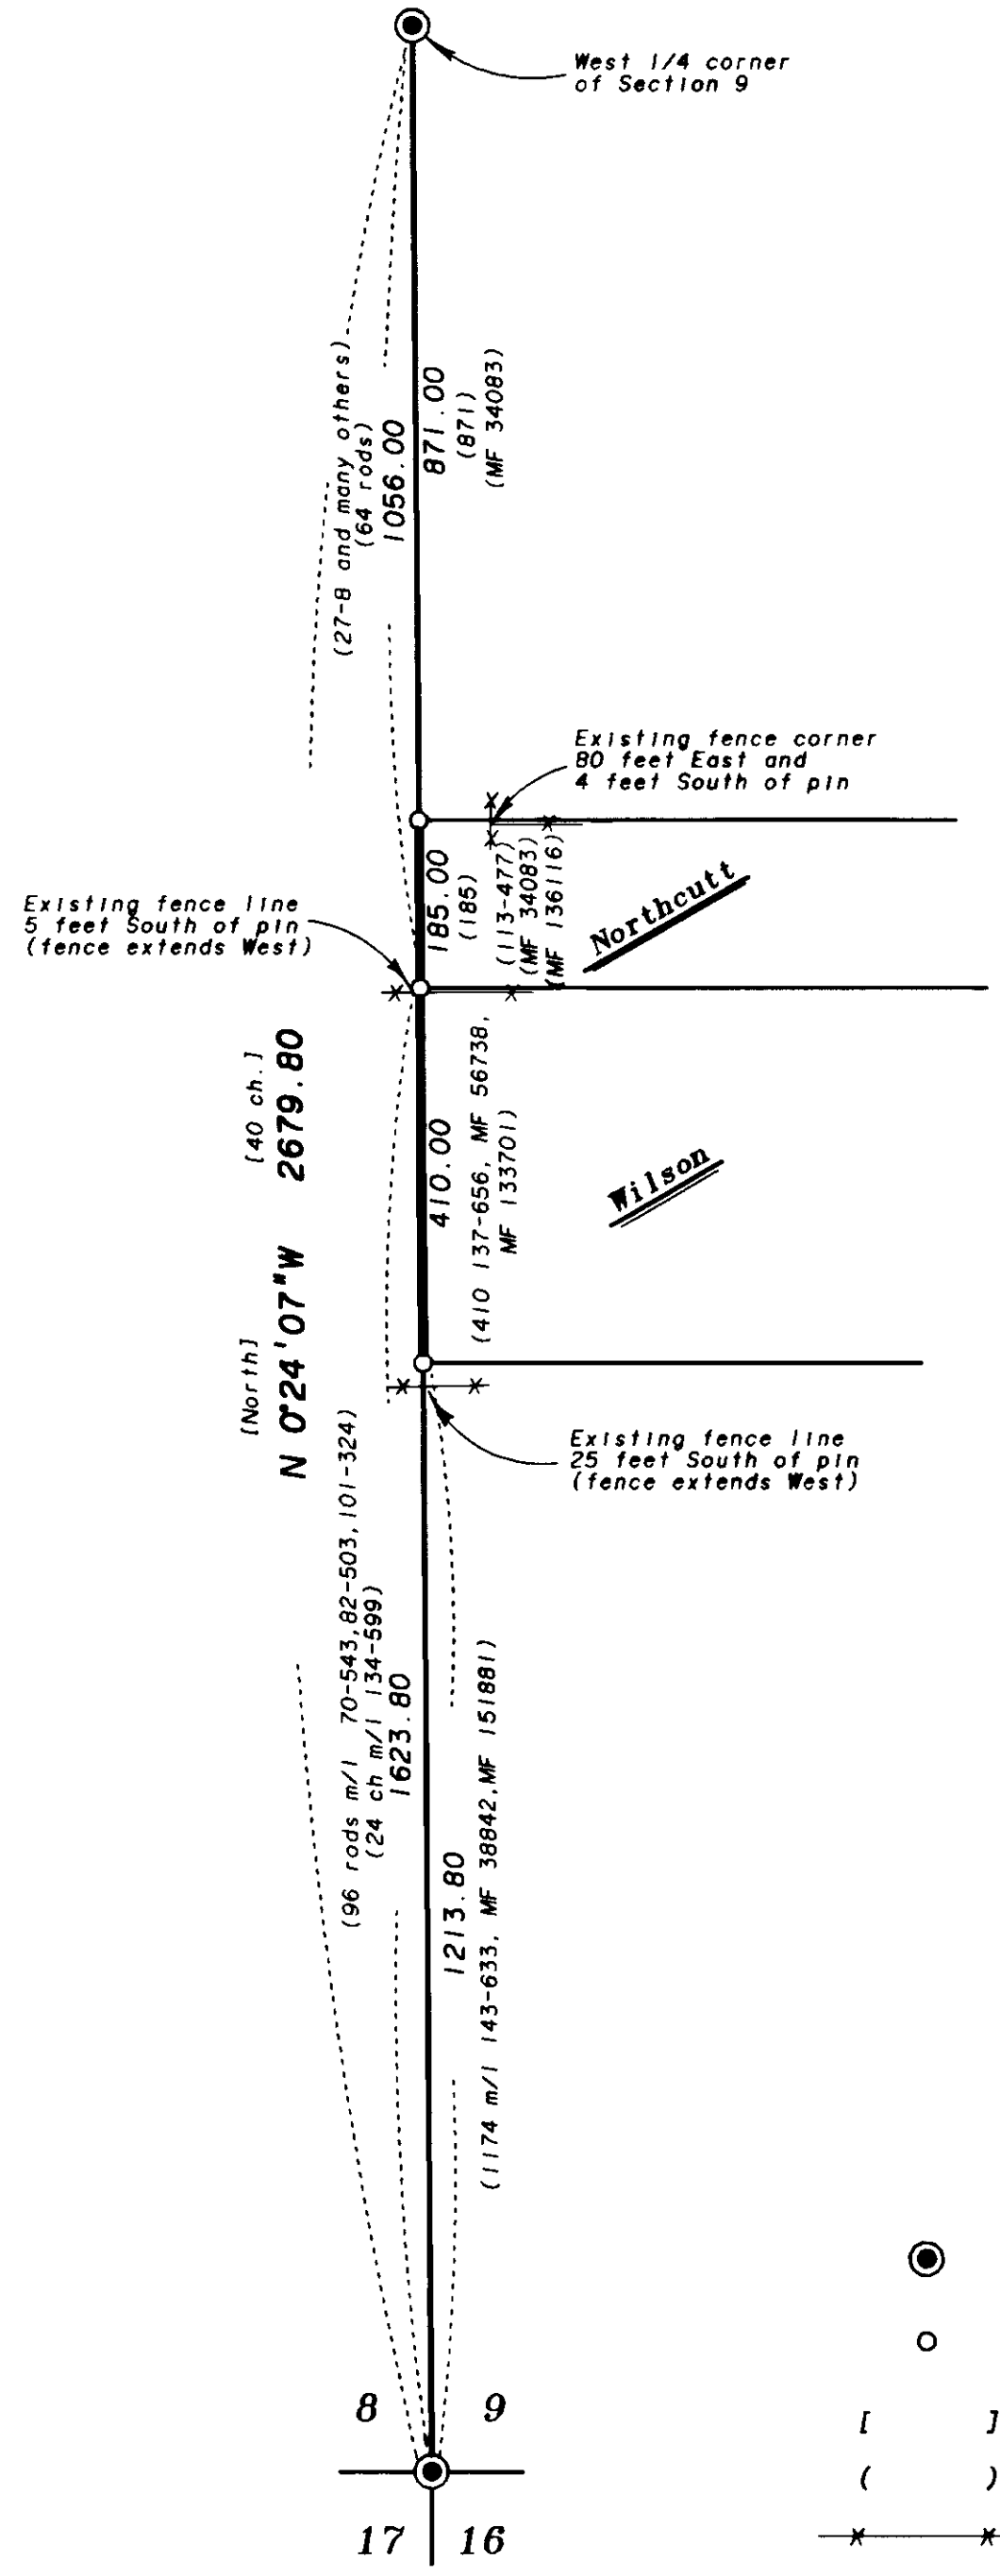 West 1/4 corner
of Section 9
(27-8 and many others)
(64 rods)
1056.00
871.00
(871)
(MF 34083)
Existing fence corner
80 feet East and
4 feet South of pin
185.00
(185)
(113-477)
(MF 34083)
(MF 136116)
Northcutt
Existing fence line
5 feet South of pin
(fence extends West)
[40 ch.]
2679.80
[North]
N 0°24'07"W
410.00
(410 137-656, MF 56738,
MF 133701)
Wilson
Existing fence line
25 feet South of pin
(fence extends West)
(96 rods m/l 70-543,82-503,101-324)
(24 ch m/l 134-599)
1623.80
1213.80
(1174 m/l 143-633, MF 38842,MF 151881)
8 9
17 16
[ ]
( )